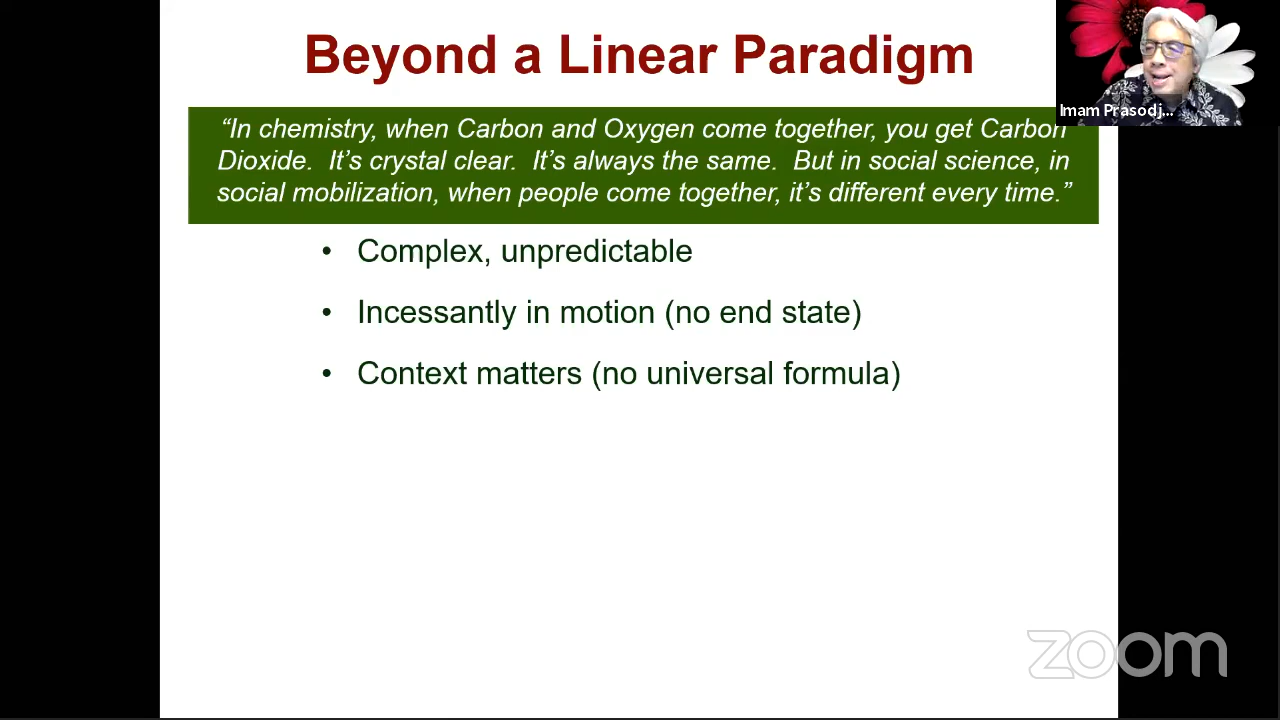 Beyond a Linear Paradigm
“In chemistry, when Carbon and Oxygen come together, you get Carbon
Dioxide. It’s crystal clear. It’s always the same. But in social science, in
social mobilization, when people come together, it’s different every time.”
• Complex, unpredictable
• Incessantly in motion (no end state)
• Context matters (no universal formula)
Imam Prasodj...
zoom